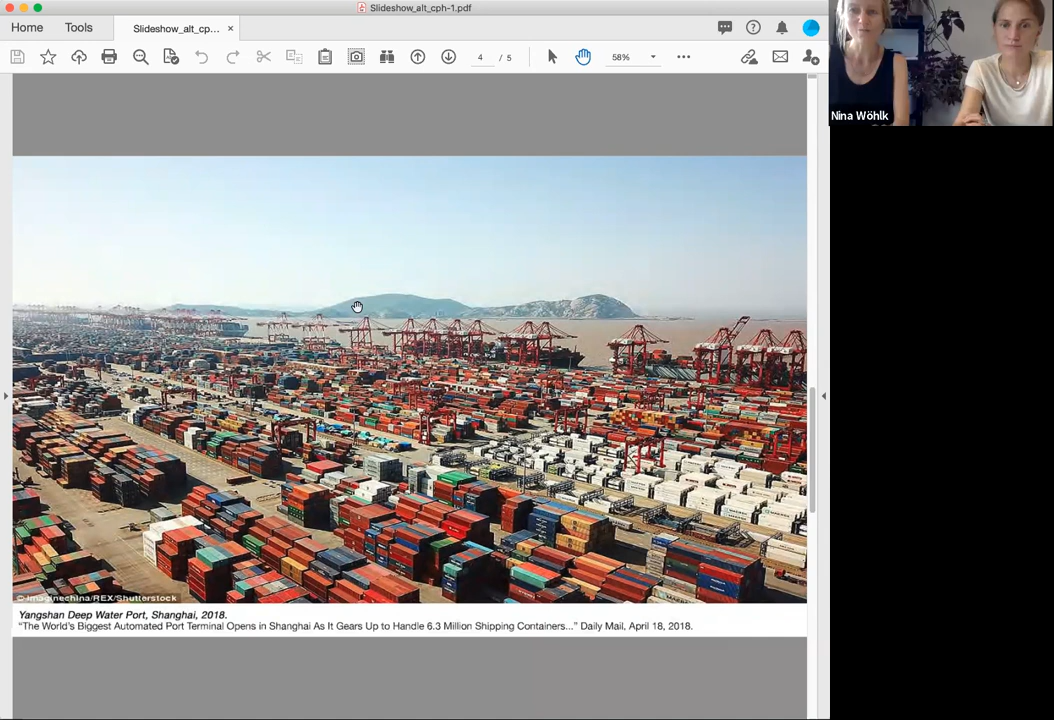 Slideshow_alt_cph-1.pdf
Home
Tools
Slideshow_alt_cp...
×
4 / 5
58%
Nina Wöhlk
© Imaginechina/REX/Shutterstock
Yangshan Deep Water Port, Shanghai, 2018.
“The World's Biggest Automated Port Terminal Opens in Shanghai As It Gears Up to Handle 6.3 Million Shipping Containers...” Daily Mail, April 18, 2018.